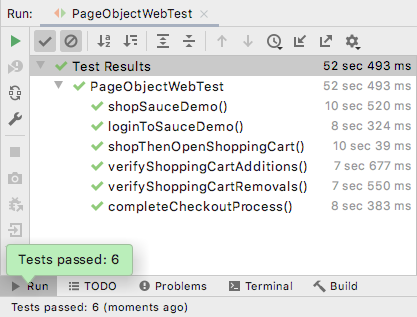 Run: PageObjectWebTest
Test Results 52 sec 493 ms
PageObjectWebTest 52 sec 493 ms
shopSauceDemo() 10 sec 520 ms
loginToSauceDemo() 8 sec 324 ms
shopThenOpenShoppingCart() 10 sec 39 ms
verifyShoppingCartAdditions() 7 sec 677 ms
verifyShoppingCartRemovals() 7 sec 550 ms
completeCheckoutProcess() 8 sec 383 ms
Tests passed: 6
Run TODO Problems Terminal Build
Tests passed: 6 (moments ago)